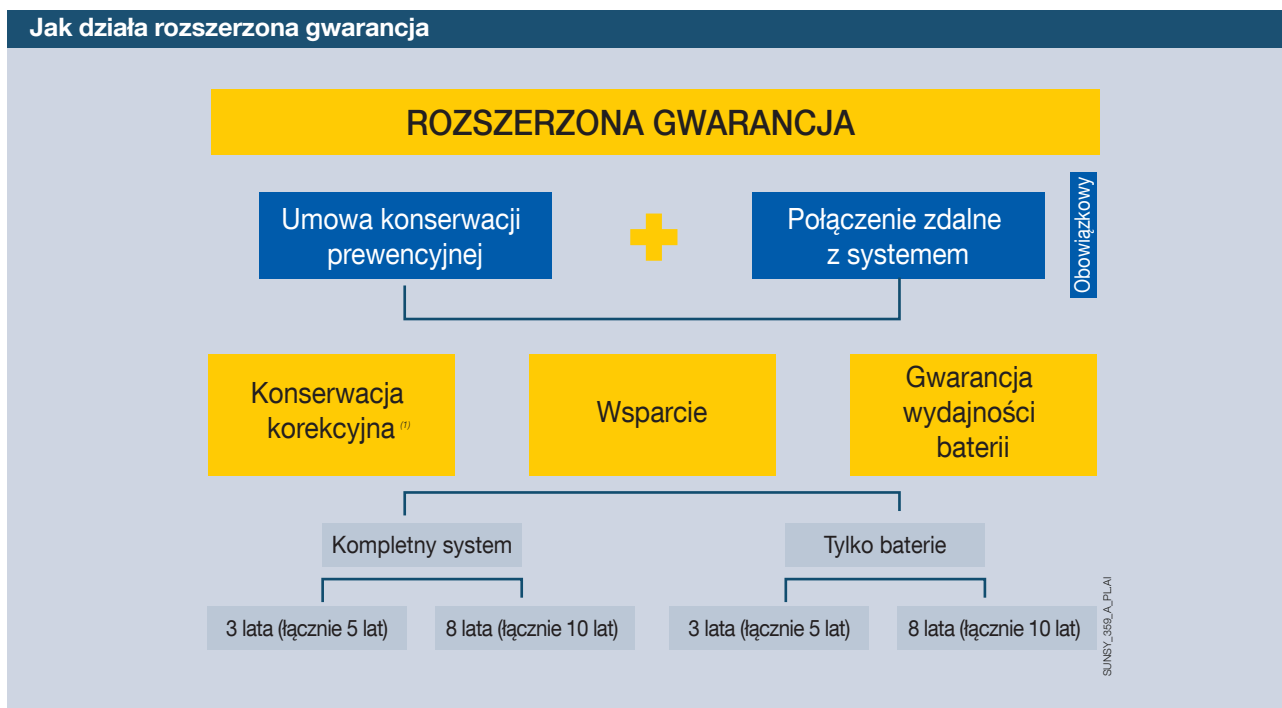 Jak działa rozszerzona gwarancja
ROZSZERZONA GWARANCJA
Umowa konserwacji
prewencyjnej
Połączenie zdalne
z systemem
Obowiązkowy
Konserwacja
korekcyjna (1)
Wsparcie
Gwarancja
wydajności
baterii
Kompletny system
Tylko baterie
3 lata (łącznie 5 lat)
8 lata (łącznie 10 lat)
3 lata (łącznie 5 lat)
8 lata (łącznie 10 lat)
SUNSY_359_A_PL.AI